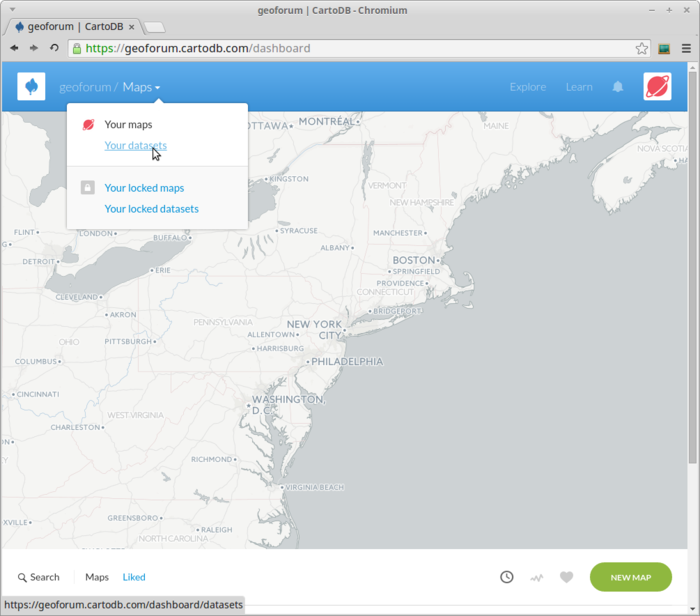 geoforum | CartoDB - Chromium
geoforum | CartoDB
https://geoforum.cartodb.com/dashboard
geoforum / Maps
Explore
Learn
Your maps
Your datasets
Your locked maps
Your locked datasets
OTTAWA
MONTRÉAL
MAINE
NOVA SCOTIA
HA
KINGSTON
VERMONT
NEW HAMPSHIRE
FLINT
LONDON
BUFFALO
SYRACUSE
MANCHESTER
ALBANY
DETROIT
BOSTON
ERIE
SPRINGFIELD
PROVIDENCE
CONNECTICUT
CLEVELAND
AKRON
BRIDGEPORT
PENNSYLVANIA
NEW YORK
CITY
ALLENTOWN
OHIO
PITTSBURGH
HARRISBURG
COLUMBUS
PHILADELPHIA
CINCINNATI
WASHINGTON,
D.C.
WEST VIRGINIA
CHARLESTON
RICHMOND
VIRGINIA BEACH
XVILLE
GREENSBORO
RALEIGH
NORTH CAROLINA
Search
Maps
Liked
NEW MAP
https://geoforum.cartodb.com/dashboard/datasets